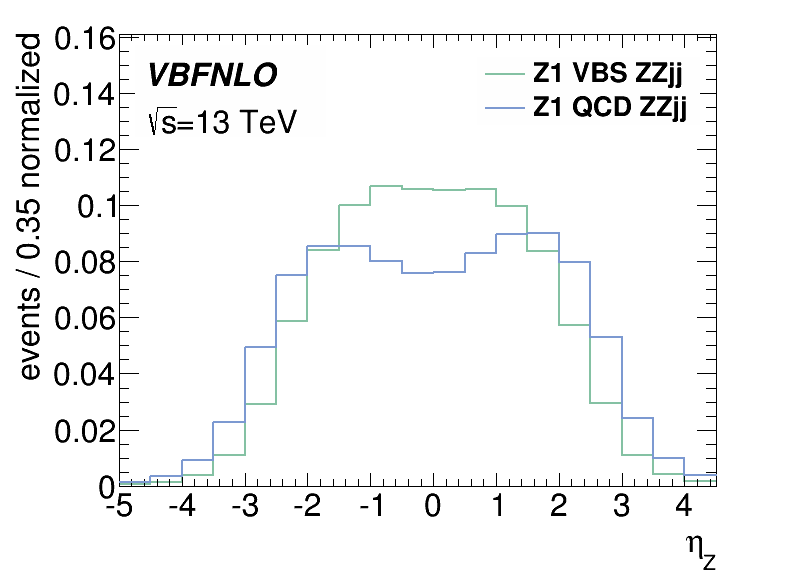 events / 0.35 normalized
0.16
0.14
0.12
0.1
0.08
0.06
0.04
0.02
0
VBFNLO
√s=13 TeV
Z1 VBS ZZjj
Z1 QCD ZZjj
-5 -4 -3 -2 -1 0 1 2 3 4
η_Z